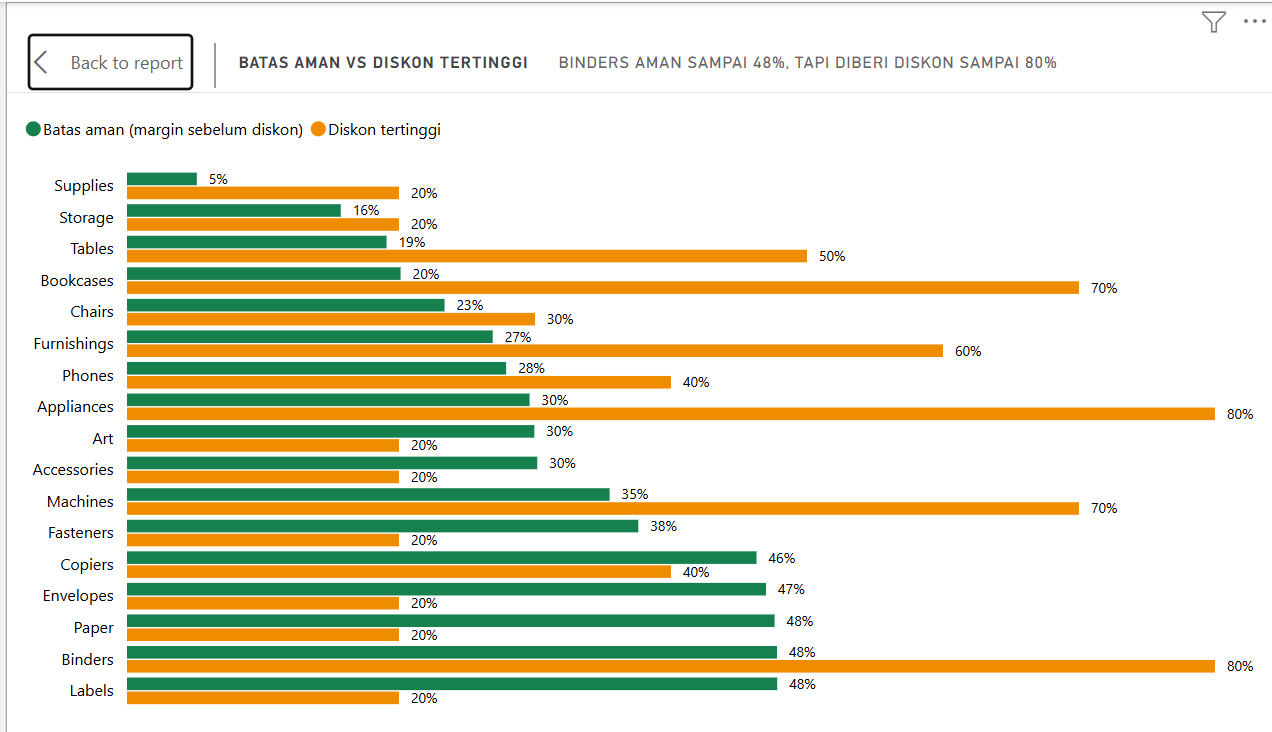 Back to report
BATAS AMAN VS DISKON TERTINGGI BINDERS AMAN SAMPAI 48%, TAPI DIBERI DISKON SAMPAI 80%
Batas aman (margin sebelum diskon) Diskon tertinggi
Supplies 5%
20%
Storage 16%
20%
Tables 19%
50%
Bookcases 20%
70%
Chairs 23%
30%
Furnishings 27%
60%
Phones 28%
40%
Appliances 30%
80%
Art 30%
20%
Accessories 30%
20%
Machines 35%
70%
Fasteners 38%
20%
Copiers 46%
40%
Envelopes 47%
20%
Paper 48%
20%
Binders 48%
80%
Labels 48%
20%